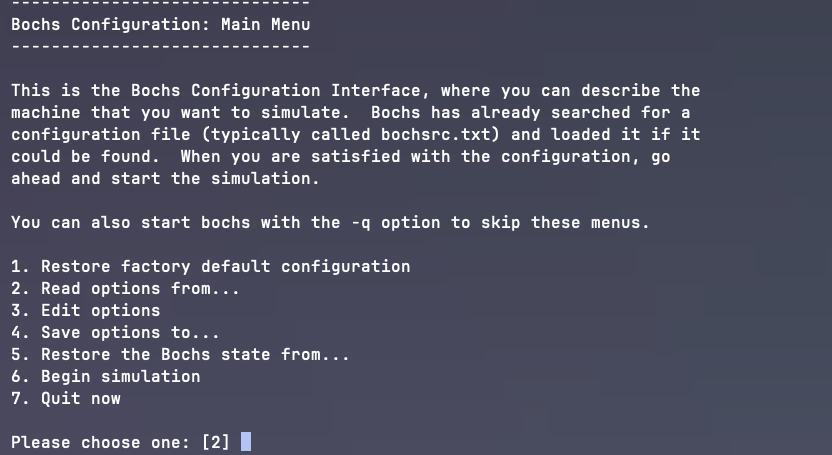 ------------------------------
Bochs Configuration: Main Menu
------------------------------
This is the Bochs Configuration Interface, where you can describe the
machine that you want to simulate.  Bochs has already searched for a
configuration file (typically called bochsrc.txt) and loaded it if it
could be found.  When you are satisfied with the configuration, go
ahead and start the simulation.
You can also start bochs with the -q option to skip these menus.
1. Restore factory default configuration
2. Read options from...
3. Edit options
4. Save options to...
5. Restore the Bochs state from...
6. Begin simulation
7. Quit now
Please choose one: [2]